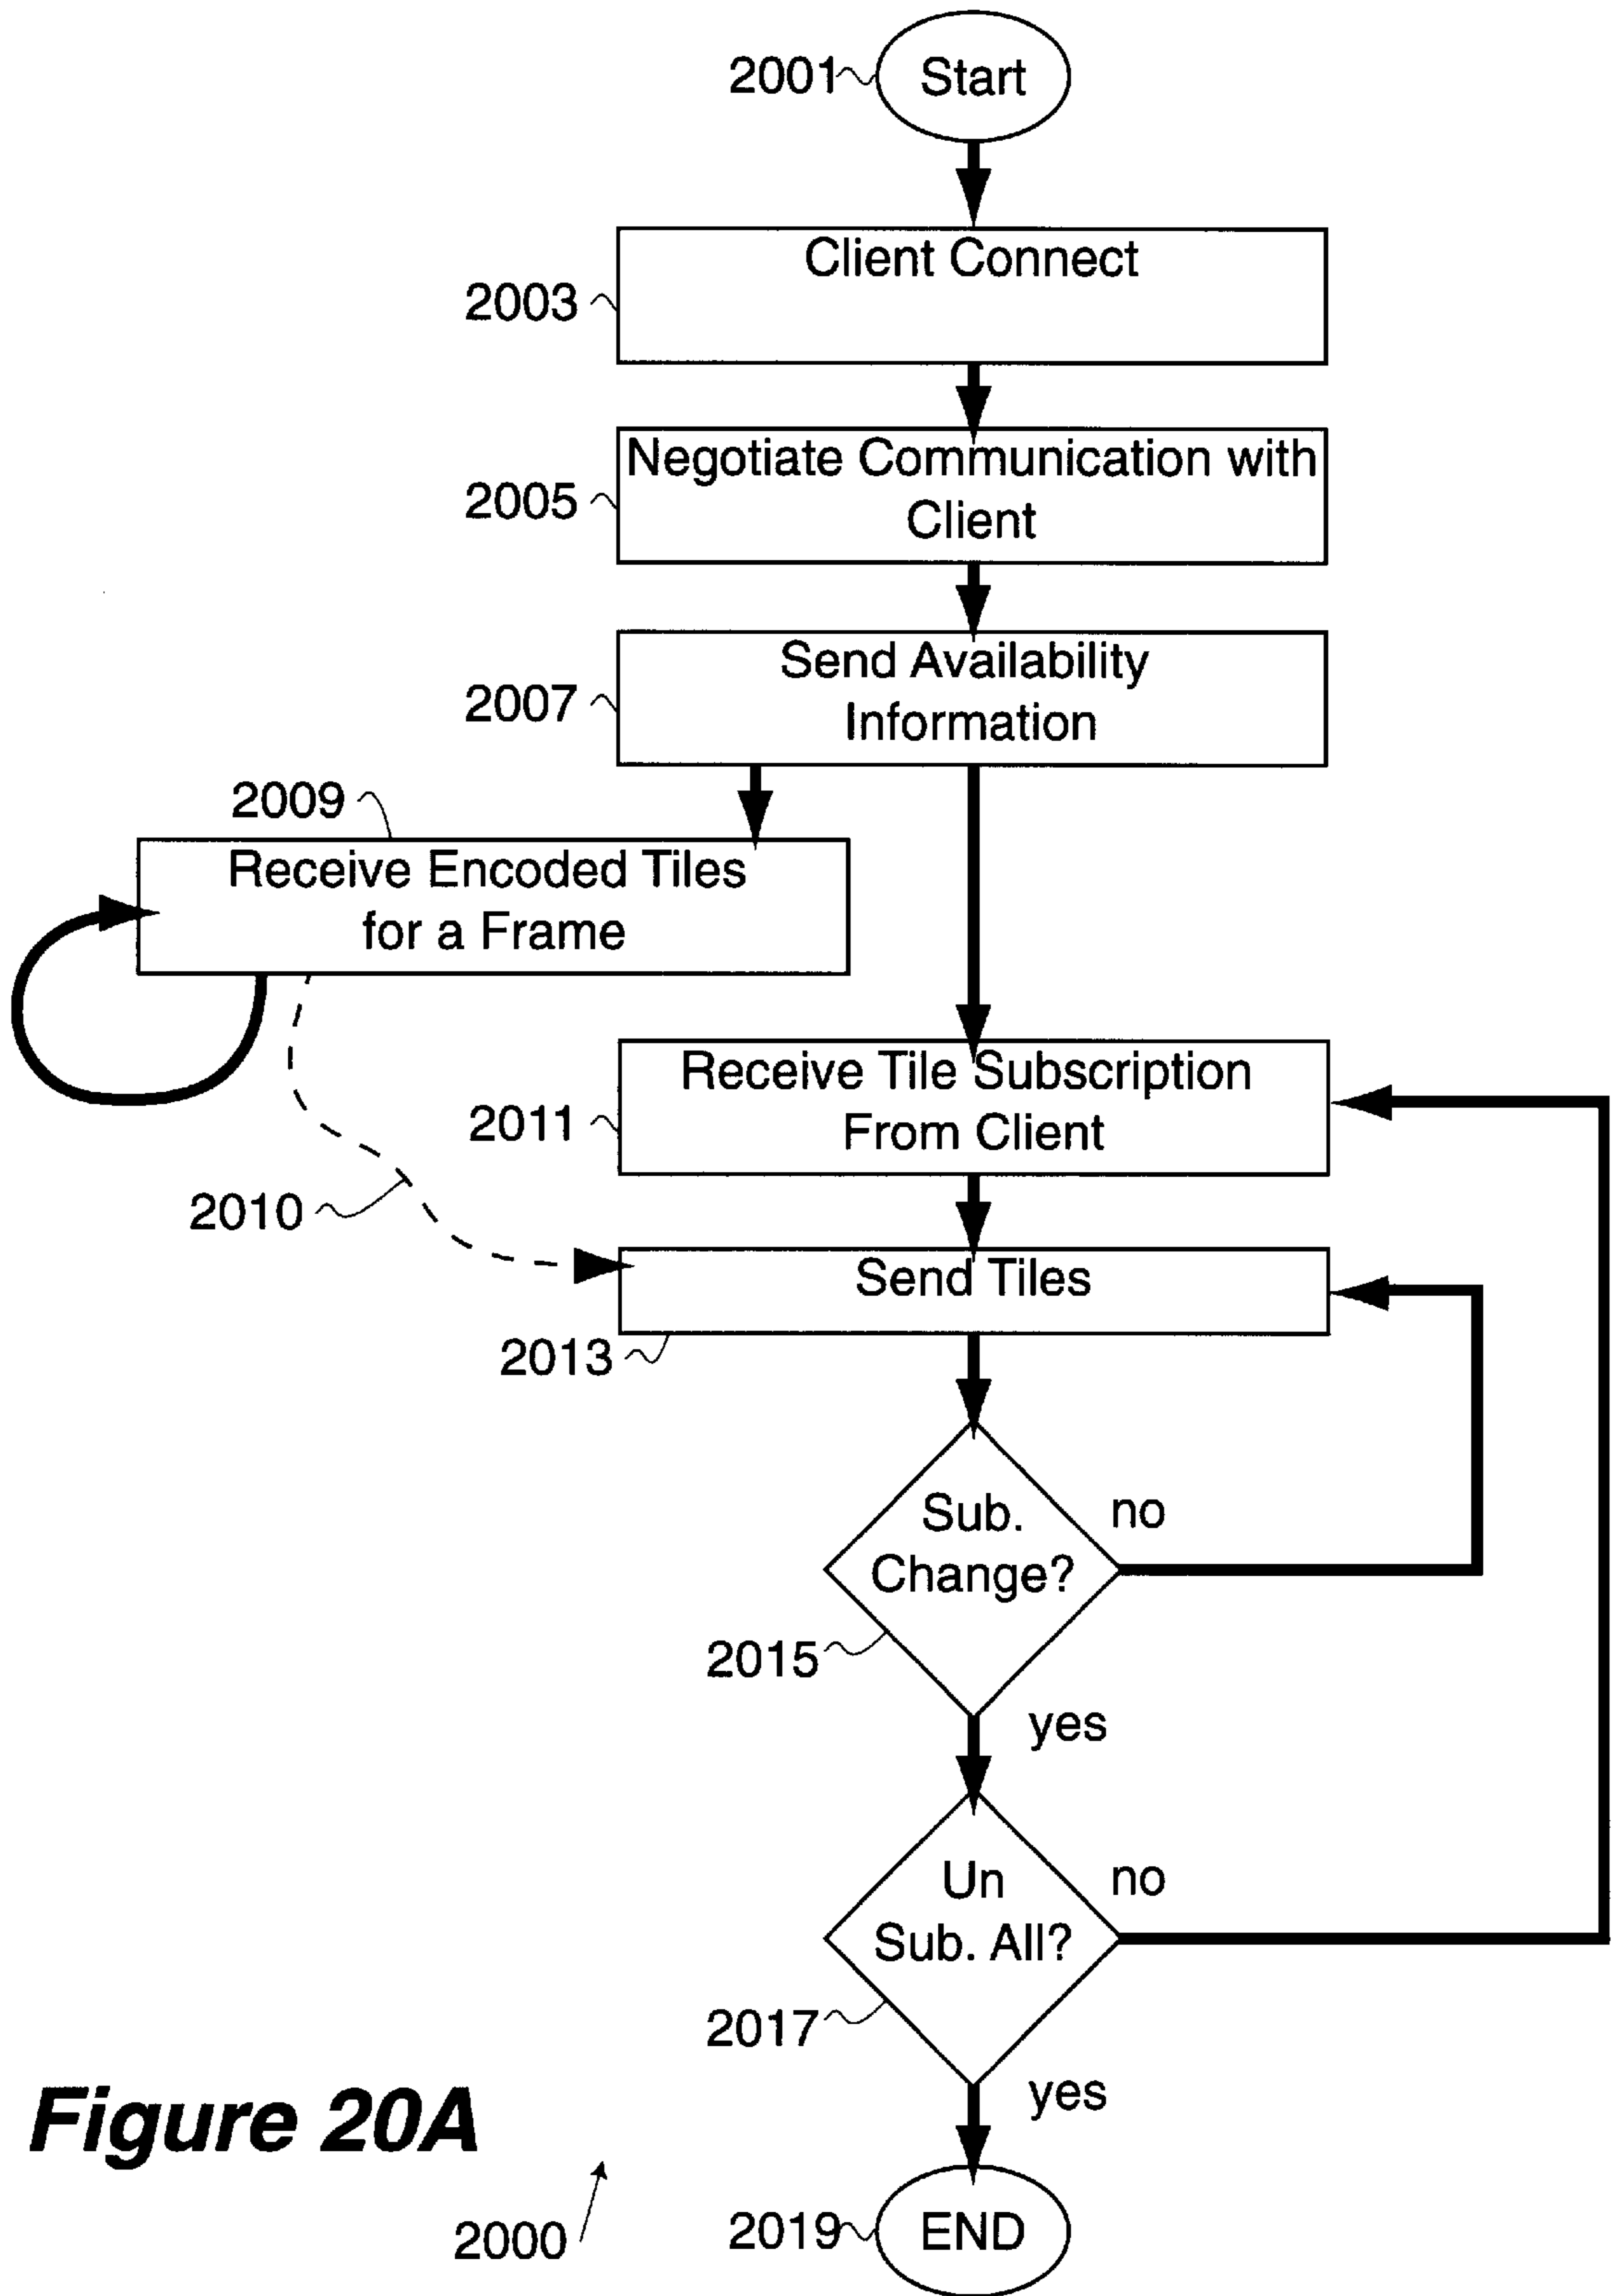 2001
Start
2003
Client Connect
2005
Negotiate Communication with
Client
2007
Send Availability
Information
2009
Receive Encoded Tiles
for a Frame
2011
Receive Tile Subscription
From Client
2010
Send Tiles
2013
Sub.
Change?
no
2015
yes
Un
Sub. All?
no
2017
yes
Figure 20A
2000
2019
END